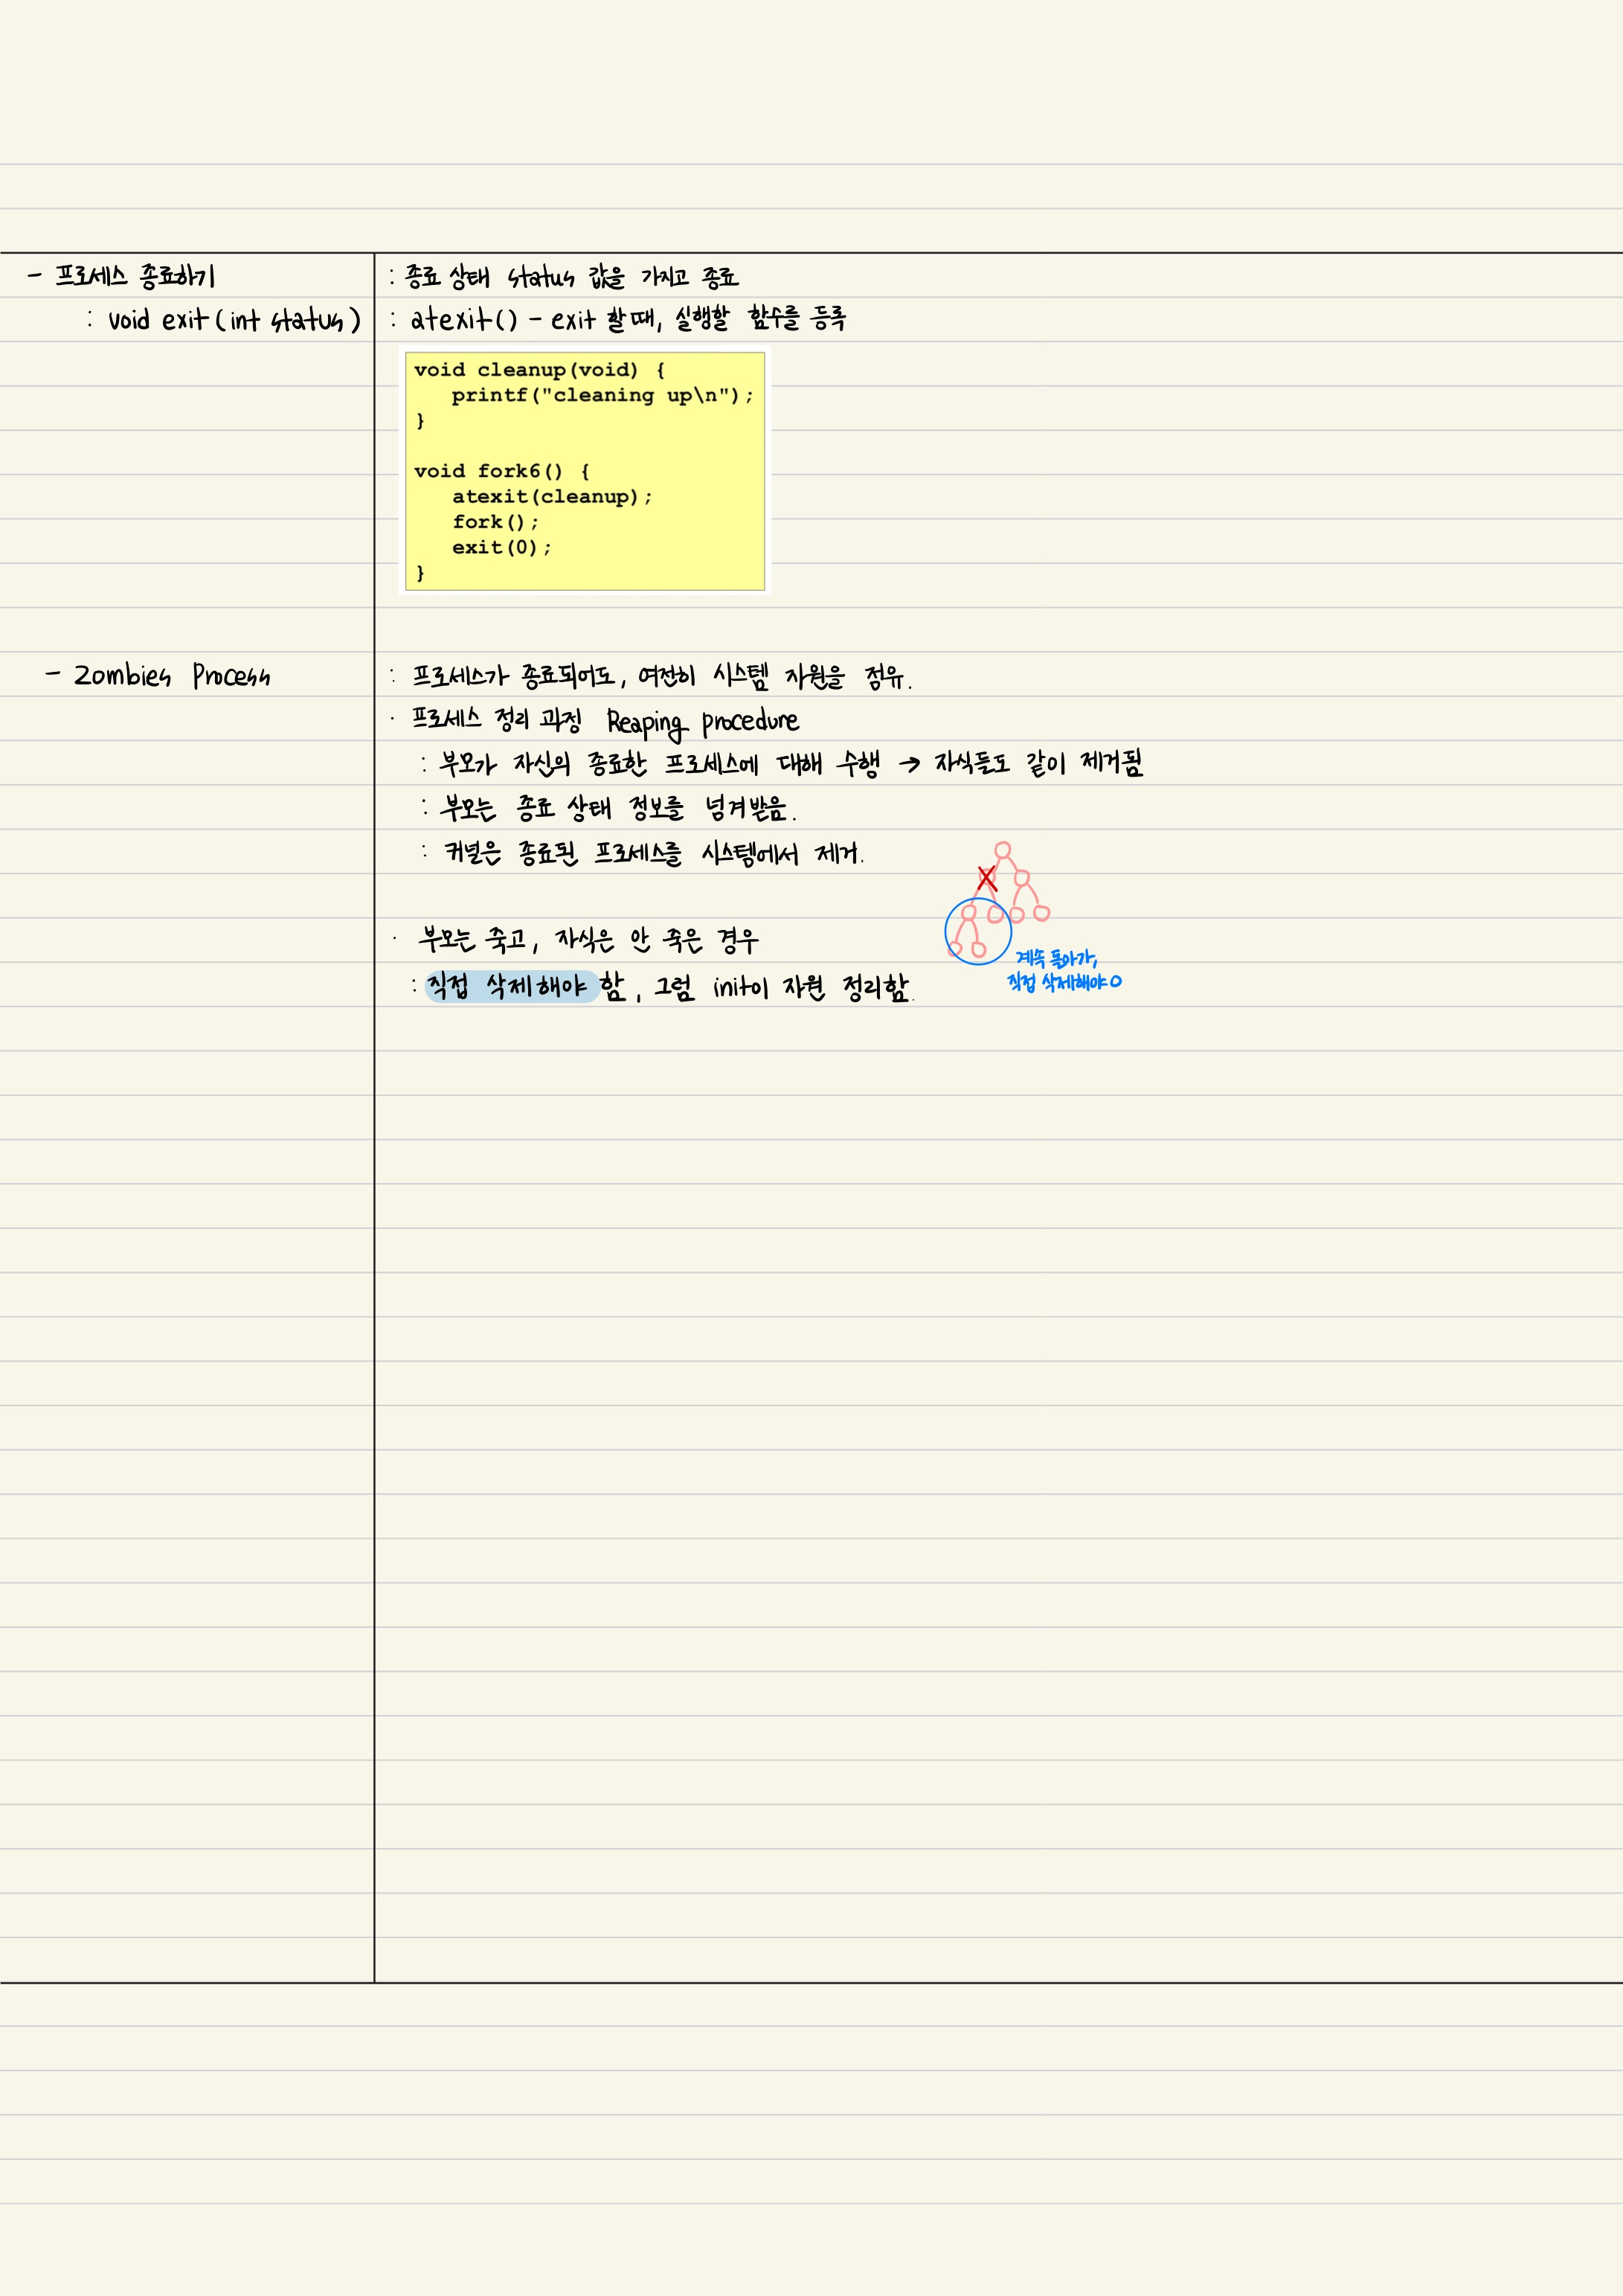 - 프로세스 종료하기
: void exit(int status)
: 종료 상태 status 값을 가지고 종료
: atexit() - exit 할 때, 실행할 함수를 등록
void cleanup(void) {
printf("cleaning up\n");
}
void fork6() {
atexit(cleanup);
fork();
exit(0);
}
- Zombies Process
: 프로세스가 종료되어도, 여전히 시스템 자원을 점유.
· 프로세스 정리 과정 Reaping procedure
: 부모가 자신의 종료한 프로세스에 대해 수행 → 자식들도 같이 제거됨
: 부모는 종료 상태 정보를 넘겨받음.
: 커널은 종료된 프로세스를 시스템에서 제거.
· 부모는 죽고, 자식은 안 죽은 경우
: 직접 삭제해야 함, 그럼 init이 자원 정리함.
계속 돌아가,
직접 삭제해야 O